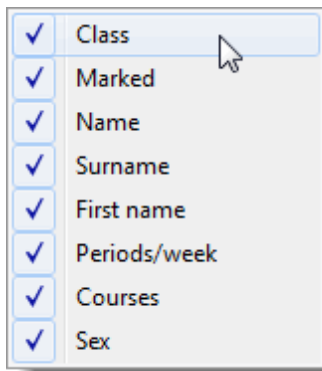 Class
Marked
Name
Surname
First name
Periods/week
Courses
Sex